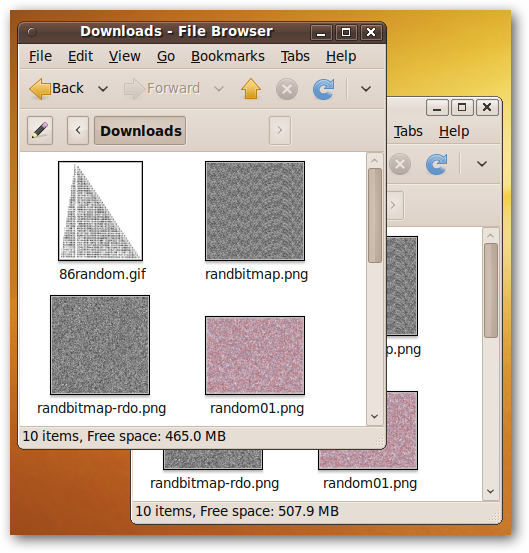 Downloads - File Browser
File Edit View Go Bookmarks Tabs Help
Back Forward
Downloads
86random.gif randbitmap.png
randbitmap-rdo.png random01.png
10 items, Free space: 465.0 MB
Tabs Help
p.png
randbitmap-rdo.png random01.png
10 items, Free space: 507.9 MB